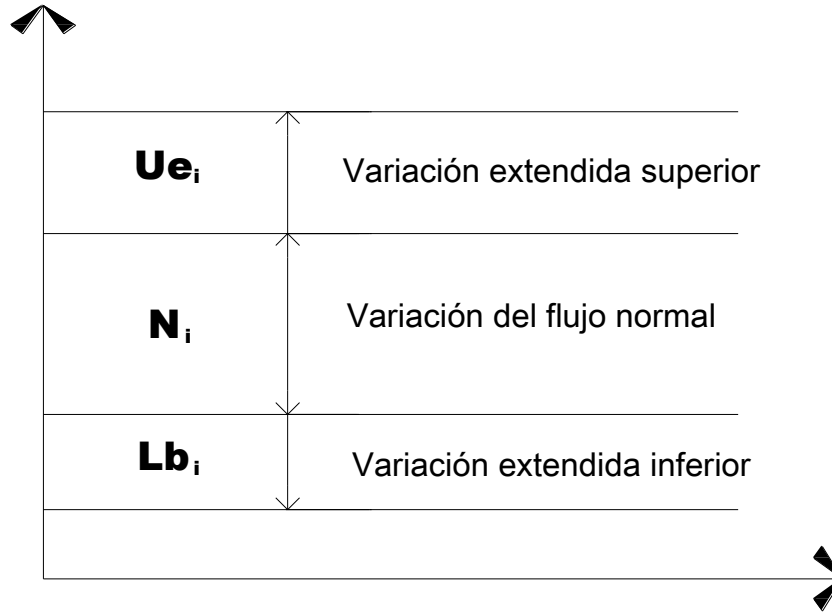 Ueᵢ Variación extendida superior
Nᵢ Variación del flujo normal
Lbᵢ Variación extendida inferior